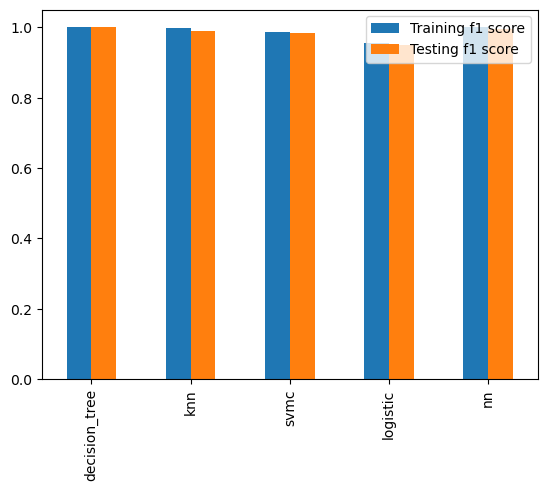 Training f1 score
Testing f1 score
1.0
0.8
0.6
0.4
0.2
0.0
decision_tree
knn
svmc
logistic
nn